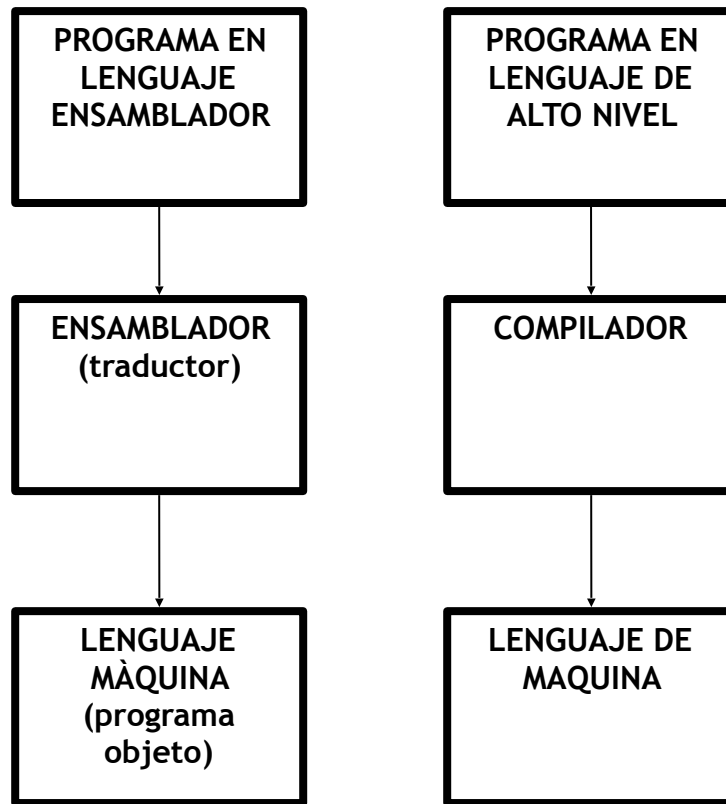 PROGRAMA EN
LENGUAJE
ENSAMBLADOR
PROGRAMA EN
LENGUAJE DE
ALTO NIVEL
ENSAMBLADOR
(traductor)
COMPILADOR
LENGUAJE
MÀQUINA
(programa
objeto)
LENGUAJE DE
MAQUINA